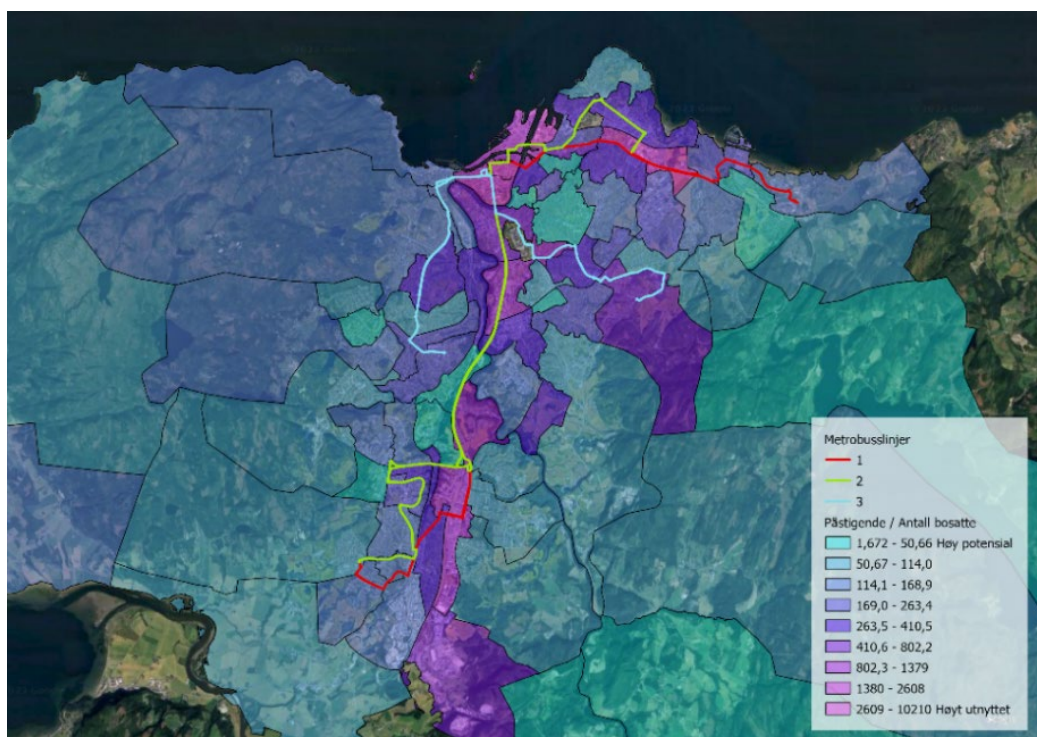 Metrobusslinjer
1
2
3
Påstigende / Antall bosatte
1,672 - 50,66 Høy potensial
50,67 - 114,0
114,1 - 168,9
169,0 - 263,4
263,5 - 410,5
410,6 - 802,2
802,3 - 1379
1380 - 2608
2609 - 10210 Høyt utnyttet